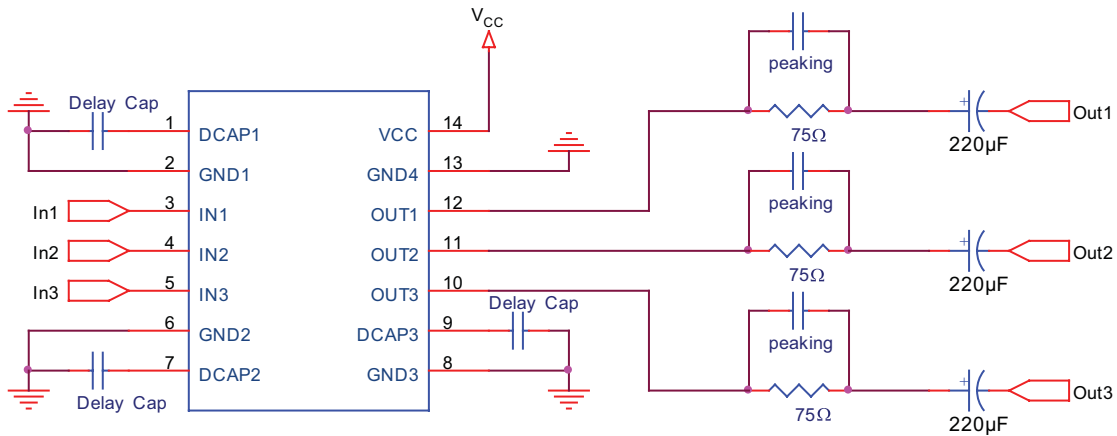 VCC
peaking
75Ω
220µF
Out1
Delay Cap
1 DCAP1 VCC 14
2 GND1 GND4 13
In1 3 IN1 OUT1 12
In2 4 IN2 OUT2 11
In3 5 IN3 OUT3 10
6 GND2 DCAP3 9
7 DCAP2 GND3 8
Delay Cap
Delay Cap
peaking
75Ω
220µF
Out2
peaking
75Ω
220µF
Out3